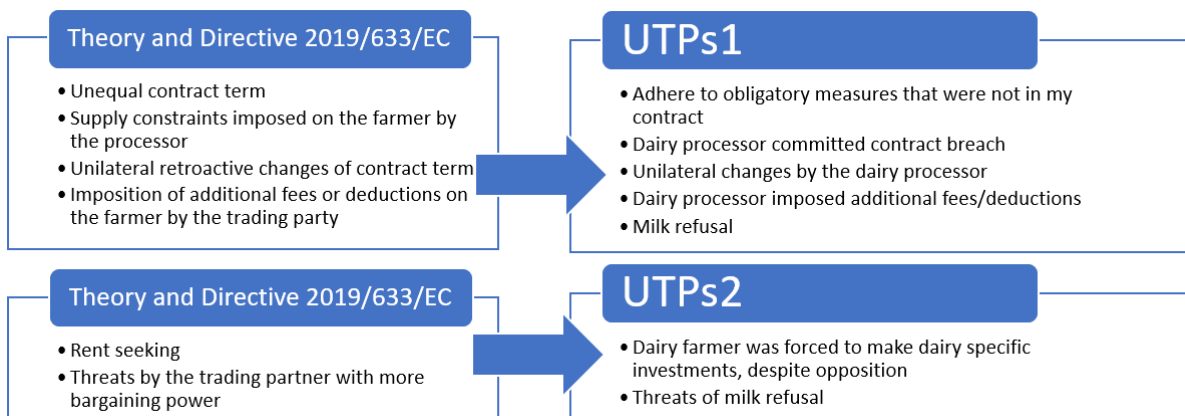 Theory and Directive 2019/633/EC
• Unequal contract term
• Supply constraints imposed on the farmer by
the processor
• Unilateral retroactive changes of contract term
• Imposition of additional fees or deductions on
the farmer by the trading party
UTPs1
• Adhere to obligatory measures that were not in my
contract
• Dairy processor committed contract breach
• Unilateral changes by the dairy processor
• Dairy processor imposed additional fees/deductions
• Milk refusal
Theory and Directive 2019/633/EC
• Rent seeking
• Threats by the trading partner with more
bargaining power
UTPs2
• Dairy farmer was forced to make dairy specific
investments, despite opposition
• Threats of milk refusal